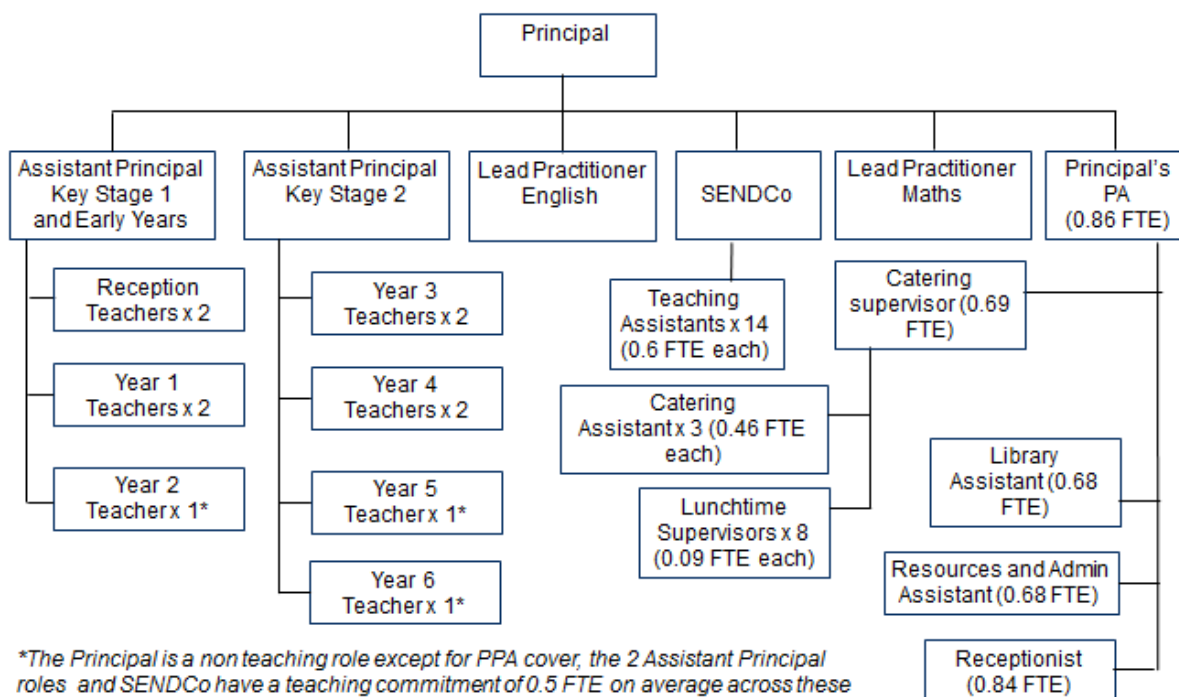 Principal
Assistant Principal
Key Stage 1
and Early Years
Assistant Principal
Key Stage 2
Lead Practitioner
English
SENDCo
Lead Practitioner
Maths
Principal's
PA
(0.86 FTE)
Reception
Teachers x 2
Year 1
Teachers x 2
Year 2
Teacher x 1*
Year 3
Teachers x 2
Year 4
Teachers x 2
Year 5
Teacher x 1*
Year 6
Teacher x 1*
Teaching
Assistants x 14
(0.6 FTE each)
Catering
supervisor (0.69
FTE)
Catering
Assistant x 3 (0.46 FTE
each)
Lunchtime
Supervisors x 8
(0.09 FTE each)
Library
Assistant (0.68
FTE)
Resources and Admin
Assistant (0.68 FTE)
Receptionist
(0.84 FTE)
*The Principal is a non teaching role except for PPA cover, the 2 Assistant Principal
roles and SENDCo have a teaching commitment of 0.5 FTE on average across these